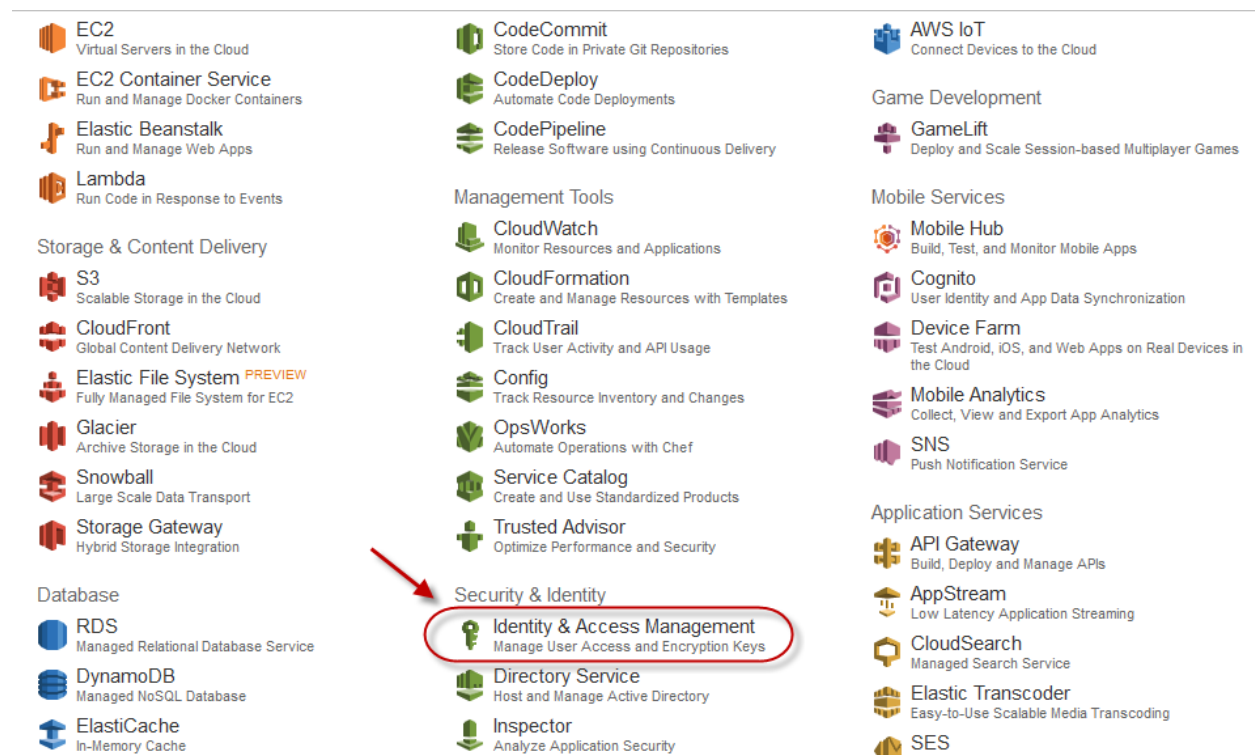 EC2
Virtual Servers in the Cloud
EC2 Container Service
Run and Manage Docker Containers
Elastic Beanstalk
Run and Manage Web Apps
Lambda
Run Code in Response to Events
Storage & Content Delivery
S3
Scalable Storage in the Cloud
CloudFront
Global Content Delivery Network
Elastic File System PREVIEW
Fully Managed File System for EC2
Glacier
Archive Storage in the Cloud
Snowball
Large Scale Data Transport
Storage Gateway
Hybrid Storage Integration
Database
RDS
Managed Relational Database Service
DynamoDB
Managed NoSQL Database
ElastiCache
In-Memory Cache
CodeCommit
Store Code in Private Git Repositories
CodeDeploy
Automate Code Deployments
CodePipeline
Release Software using Continuous Delivery
Management Tools
CloudWatch
Monitor Resources and Applications
CloudFormation
Create and Manage Resources with Templates
CloudTrail
Track User Activity and API Usage
Config
Track Resource Inventory and Changes
OpsWorks
Automate Operations with Chef
Service Catalog
Create and Use Standardized Products
Trusted Advisor
Optimize Performance and Security
Security & Identity
Identity & Access Management
Manage User Access and Encryption Keys
Directory Service
Host and Manage Active Directory
Inspector
Analyze Application Security
AWS IoT
Connect Devices to the Cloud
Game Development
GameLift
Deploy and Scale Session-based Multiplayer Games
Mobile Services
Mobile Hub
Build, Test, and Monitor Mobile Apps
Cognito
User Identity and App Data Synchronization
Device Farm
Test Android, iOS, and Web Apps on Real Devices in
the Cloud
Mobile Analytics
Collect, View and Export App Analytics
SNS
Push Notification Service
Application Services
API Gateway
Build, Deploy and Manage APIs
AppStream
Low Latency Application Streaming
CloudSearch
Managed Search Service
Elastic Transcoder
Easy-to-Use Scalable Media Transcoding
SES